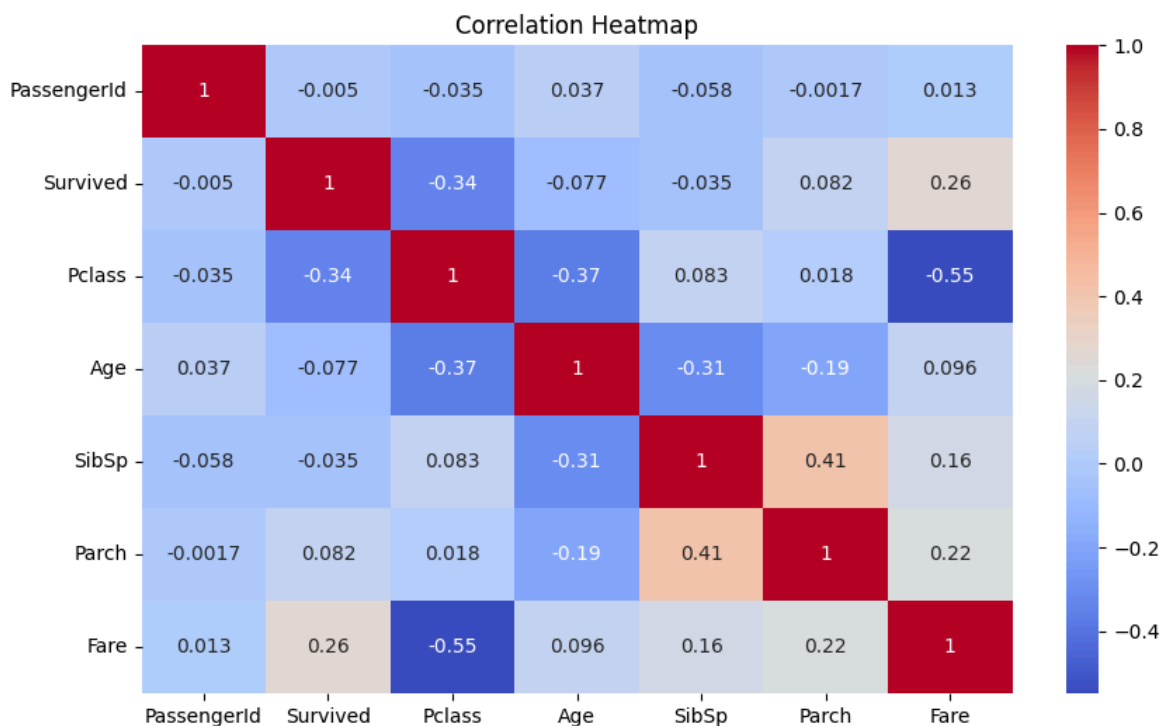 Correlation Heatmap
PassengerId 1 -0.005 -0.035 0.037 -0.058 -0.0017 0.013
Survived -0.005 1 -0.34 -0.077 -0.035 0.082 0.26
Pclass -0.035 -0.34 1 -0.37 0.083 0.018 -0.55
Age 0.037 -0.077 -0.37 1 -0.31 -0.19 0.096
SibSp -0.058 -0.035 0.083 -0.31 1 0.41 0.16
Parch -0.0017 0.082 0.018 -0.19 0.41 1 0.22
Fare 0.013 0.26 -0.55 0.096 0.16 0.22 1
PassengerId Survived Pclass Age SibSp Parch Fare
1.0
0.8
0.6
0.4
0.2
0.0
−0.2
−0.4